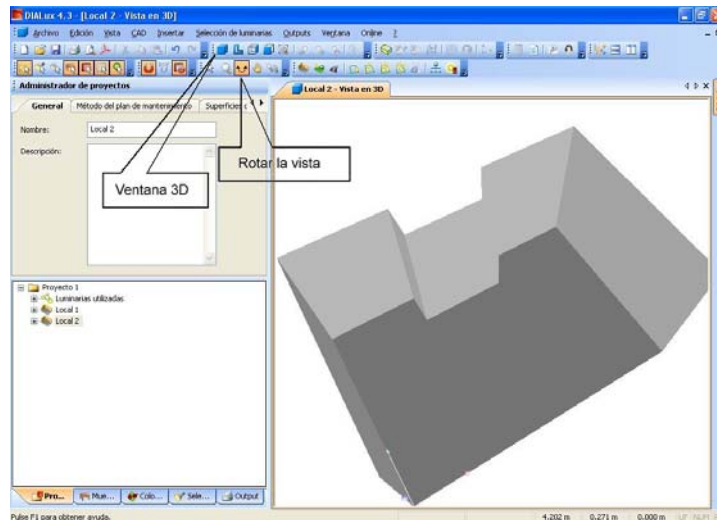 DIALux 4.3 - [Local 2 - Vista en 3D]
Archivo Edición Vista CAD Insertar Selección de luminarias Outputs Ventana Online ?
Administrador de proyectos
General Método del plan de mantenimiento Superficies
Nombre: Local 2
Descripción:
Ventana 3D
Rotar la vista
Local 2 - Vista en 3D
Proyecto 1
Luminarias utilizadas
Local 1
Local 2
Pro... Mue... Colo... Sele... Output
Pulse F1 para obtener ayuda.
4.202 m 0.271 m 0.000 m